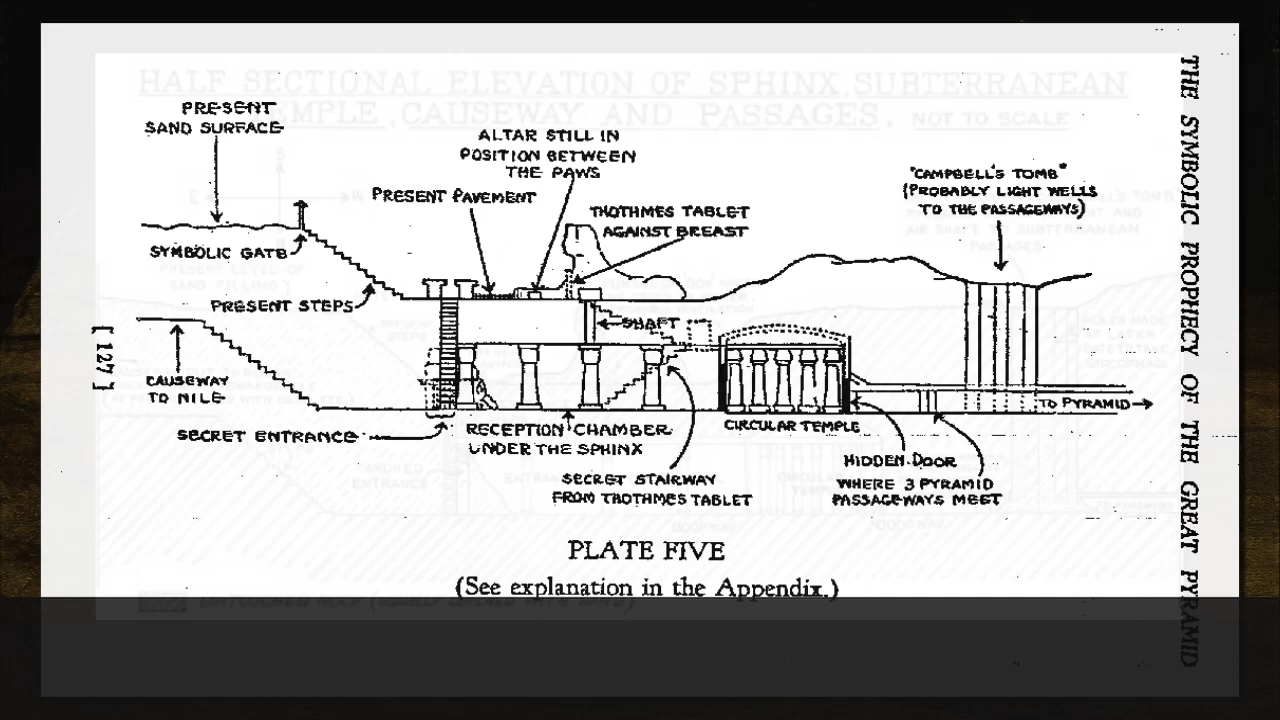 HALF SECTIONAL ELEVATION OF SPHINX, SUBTERRANEAN
TEMPLE, CAUSEWAY AND PASSAGES. NOT TO SCALE
PRESENT
SAND SURFACE
ALTAR STILL IN
POSITION BETWEEN
THE PAWS
PRESENT PAVEMENT
"CAMPBELL'S TOMB"
(PROBABLY LIGHT WELLS
TO THE PASSAGEWAYS)
THOTHMES TABLET
AGAINST BREAST
SYMBOLIC GATE
PRESENT STEPS
SHAFT
CAUSEWAY
TO NILE
TO PYRAMID
SECRET ENTRANCE
RECEPTION CHAMBER
UNDER THE SPHINX
CIRCULAR TEMPLE
SECRET STAIRWAY
FROM THOTHMES TABLET
HIDDEN DOOR
WHERE 3 PYRAMID
PASSAGEWAYS MEET
PLATE FIVE
(See explanation in the Appendix.)
[ 127 ]
THE SYMBOLIC PROPHECY OF THE GREAT PYRAMID